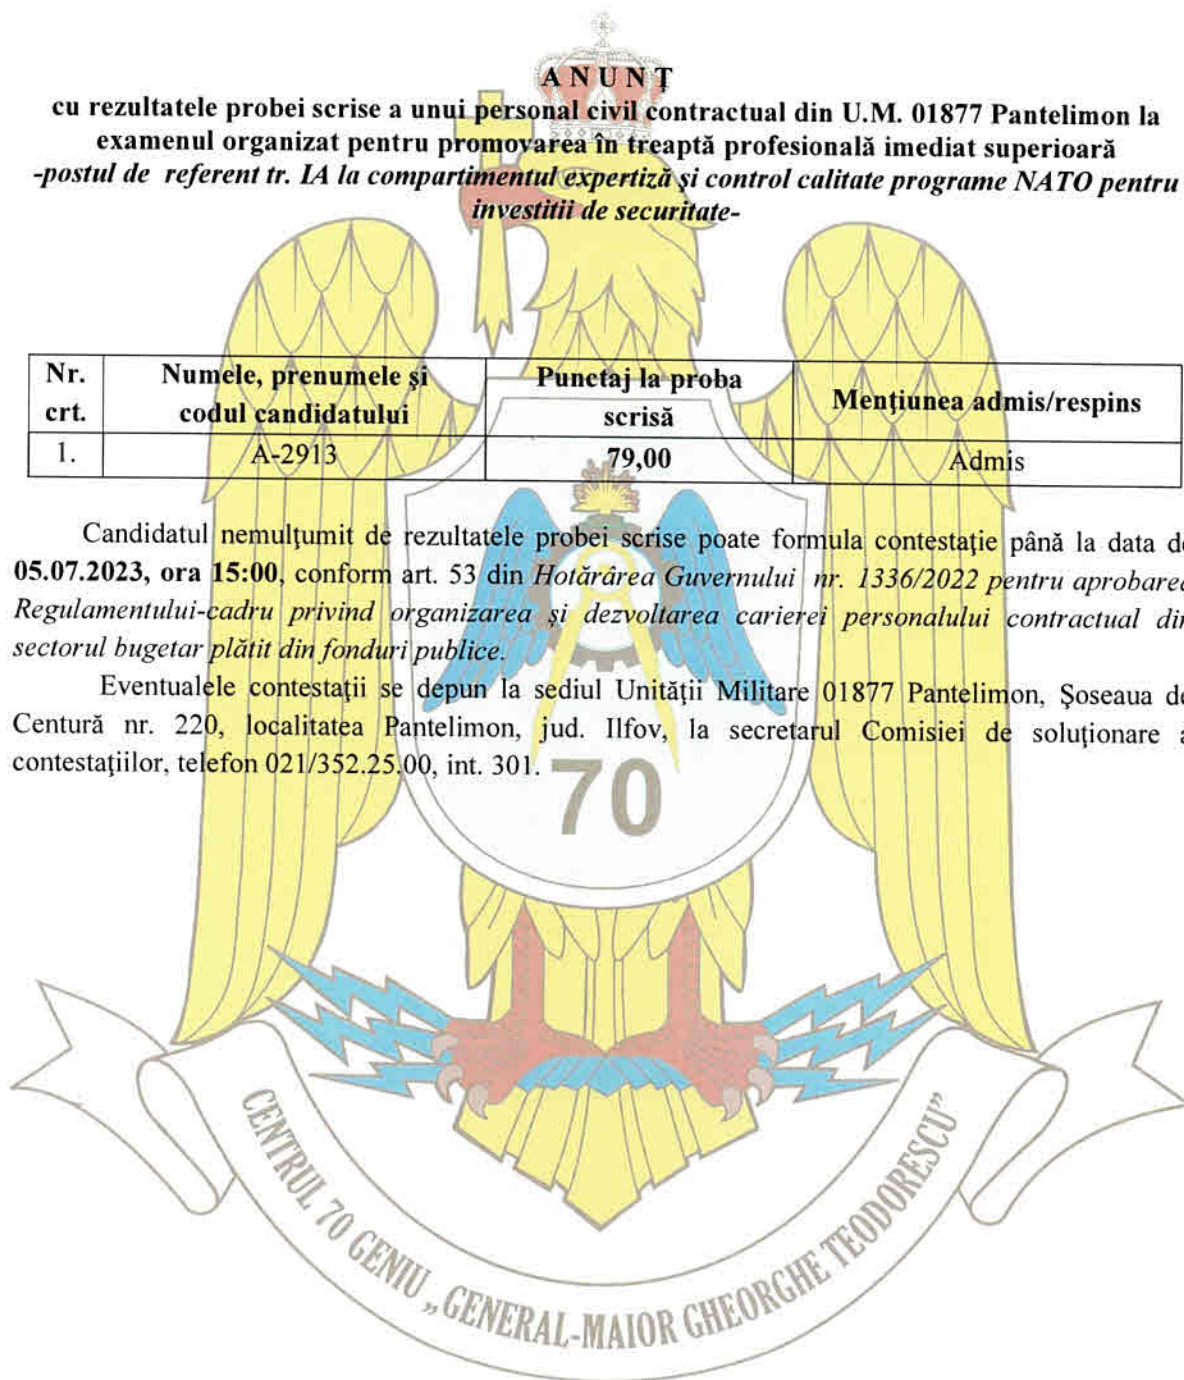 A N U N Ţ
cu rezultatele probei scrise a unui personal civil contractual din U.M. 01877 Pantelimon la
examenul organizat pentru promovarea în treaptă profesională imediat superioară
-postul de referent tr. IA la compartimentul expertiză şi control calitate programe NATO pentru
investitii de securitate-
Nr. crt. Numele, prenumele şi codul candidatului Punctaj la proba scrisă Menţiunea admis/respins
1. A-2913 79,00 Admis
Candidatul nemulţumit de rezultatele probei scrise poate formula contestaţie până la data de
05.07.2023, ora 15:00, conform art. 53 din Hotărârea Guvernului nr. 1336/2022 pentru aprobarea
Regulamentului-cadru privind organizarea şi dezvoltarea carierei personalului contractual din
sectorul bugetar plătit din fonduri publice.
Eventualele contestaţii se depun la sediul Unităţii Militare 01877 Pantelimon, Şoseaua de
Centură nr. 220, localitatea Pantelimon, jud. Ilfov, la secretarul Comisiei de soluţionare a
contestaţiilor, telefon 021/352.25.00, int. 301.
70
CENTRUL 70 GENIU „GENERAL-MAIOR GHEORGHE TEODORESCU”